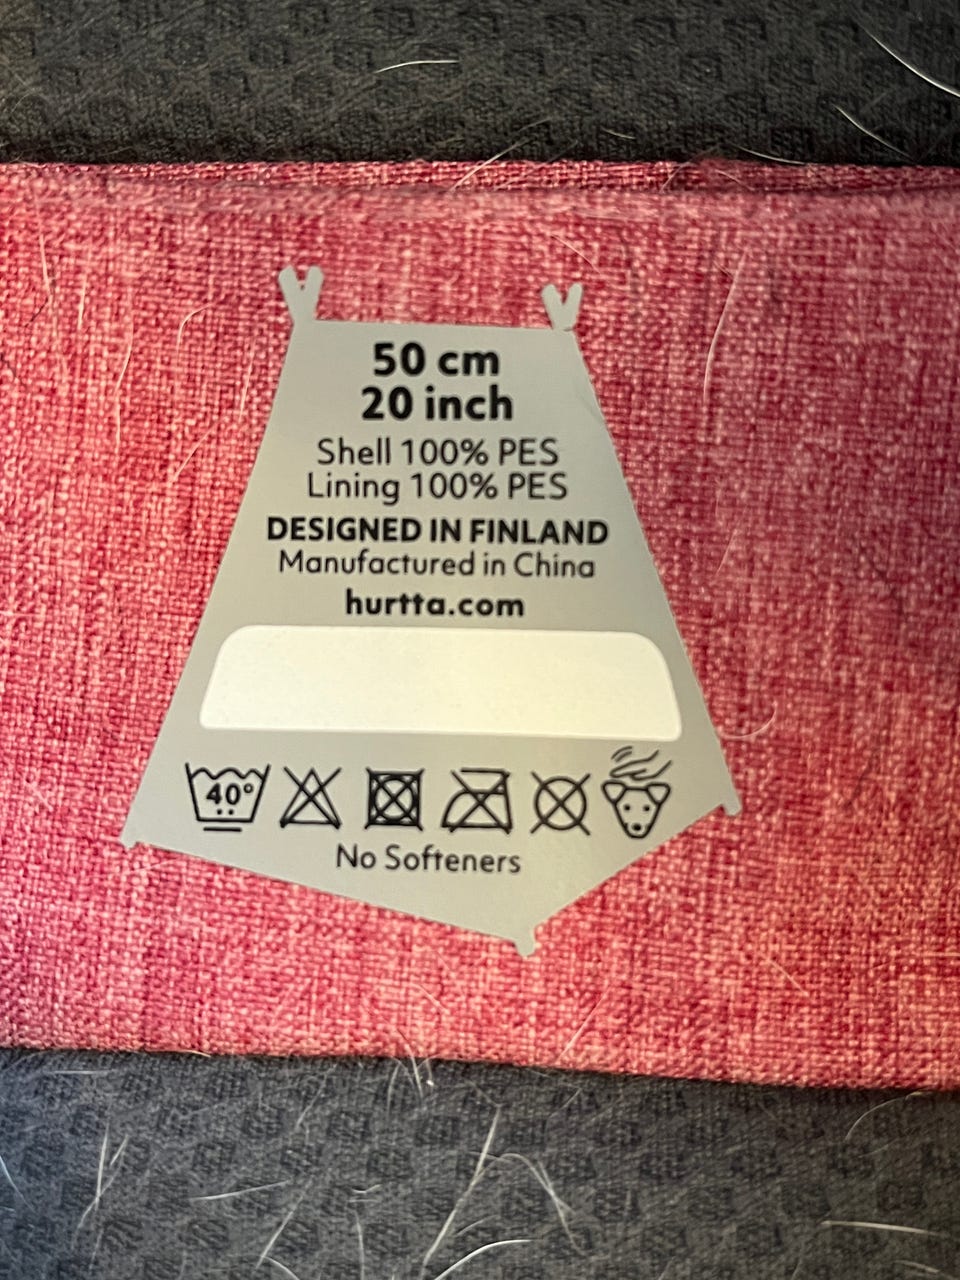 50 cm
20 inch
Shell 100% PES
Lining 100% PES
DESIGNED IN FINLAND
Manufactured in China
hurtta.com
40°
No Softeners